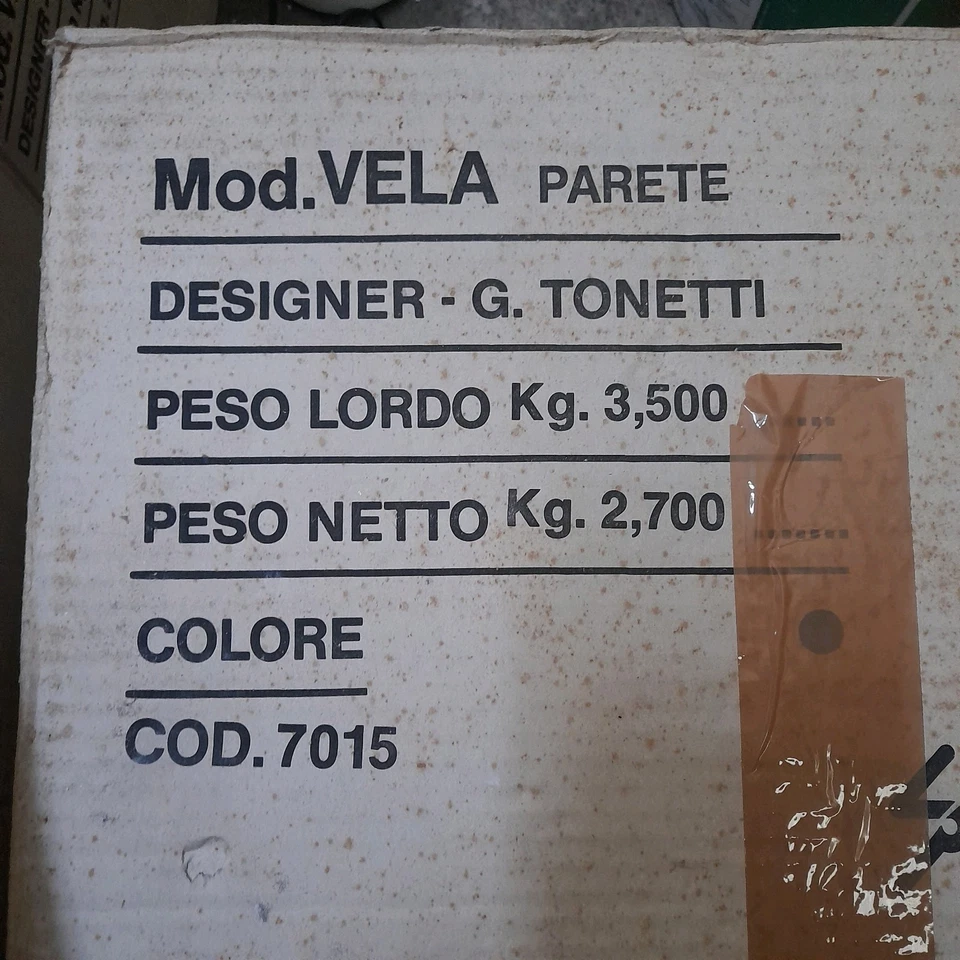 Mod. VELA PARETE
DESIGNER - G. TONETTI
PESO LORDO Kg. 3,500
PESO NETTO Kg. 2,700
COLORE
COD. 7015